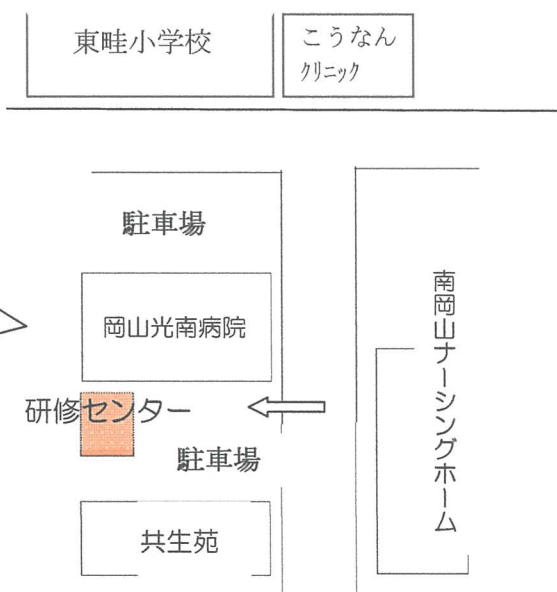 東畦小学校
こうなん
クリニック
駐車場
岡山光南病院
研修センター
駐車場
共生苑
南岡山ナーシングホーム